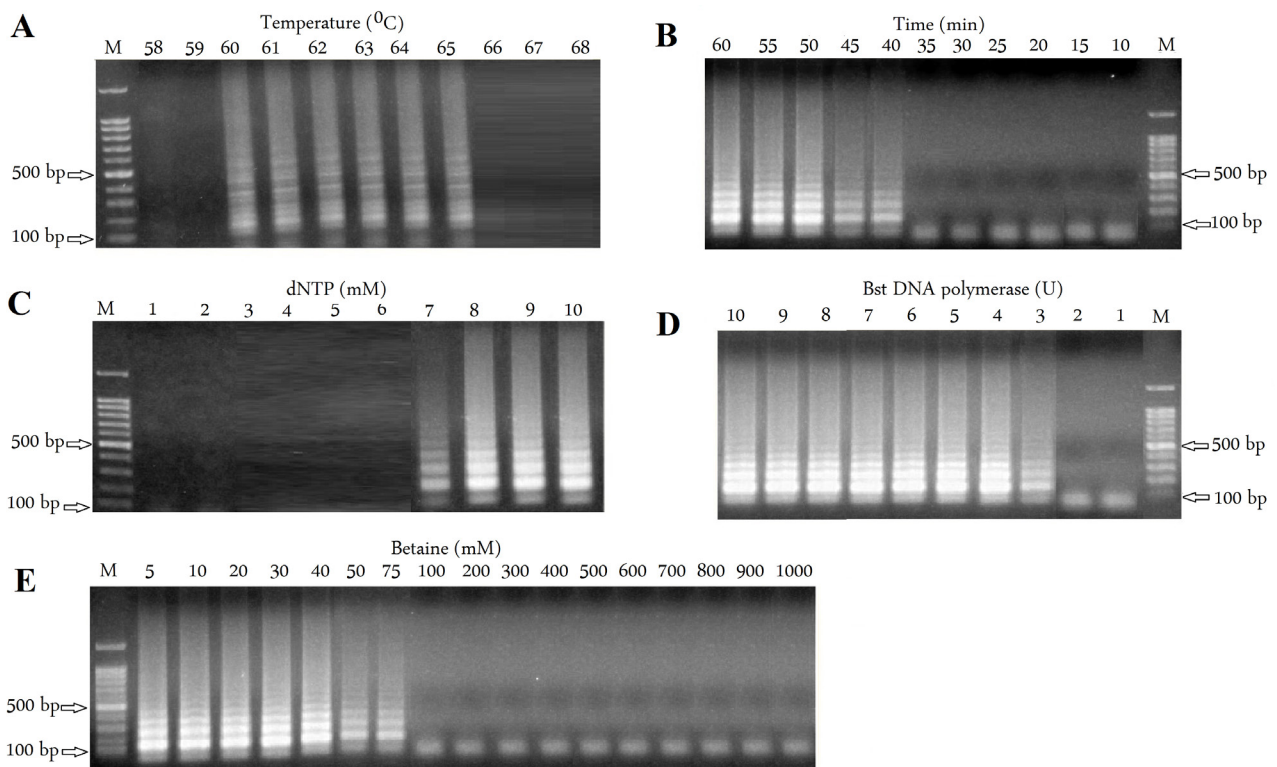 A
Temperature (⁰C)
M 58 59 60 61 62 63 64 65 66 67 68
500 bp
100 bp
B
Time (min)
60 55 50 45 40 35 30 25 20 15 10 M
500 bp
100 bp
C
dNTP (mM)
M 1 2 3 4 5 6 7 8 9 10
500 bp
100 bp
D
Bst DNA polymerase (U)
10 9 8 7 6 5 4 3 2 1 M
500 bp
100 bp
E
Betaine (mM)
M 5 10 20 30 40 50 75 100 200 300 400 500 600 700 800 900 1000
500 bp
100 bp